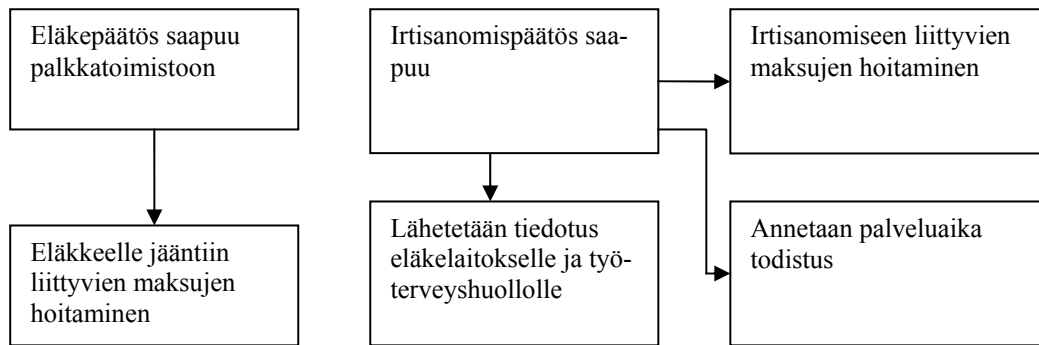 Eläkepäätös saapuu
palkkatoimistoon
Irtisanomispäätös saa-
puu
Irtisanomiseen liittyvien
maksujen hoitaminen
Eläkkeelle jääntiin
liittyvien maksujen
hoitaminen
Lähetetään tiedotus
eläkelaitokselle ja työ-
terveyshuollolle
Annetaan palveluaika
todistus